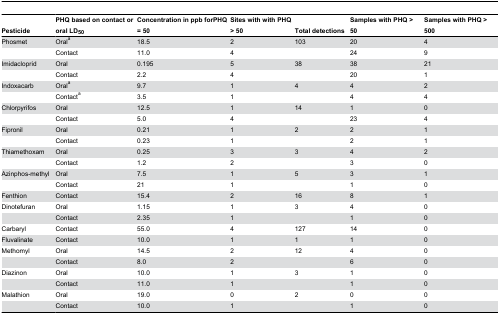 PHQ based on contact or Concentration in ppb forPHQ Sites with with PHQ Samples with PHQ > Samples with PHQ >
Pesticide oral LD50 = 50 > 50 Total detections 50 500
Phosmet Oral a 18.5 2 103 20 4
Contact 11.0 4 24 9
Imidacloprid Oral 0.195 5 38 38 21
Contact 2.2 4 20 1
Indoxacarb Oral a 9.7 1 4 4 2
Contact a 3.5 1 4 4
Chlorpyrifos Oral 12.5 1 14 1 0
Contact 5.0 4 23 4
Fipronil Oral 0.21 1 2 2 1
Contact 0.23 1 2 1
Thiamethoxam Oral 0.25 3 3 4 2
Contact 1.2 2 3 0
Azinphos-methyl Oral 7.5 1 5 3 1
Contact 21 1 1 0
Fenthion Contact 15.4 2 16 8 1
Dinotefuran Oral 1.15 1 3 4 0
Contact 2.35 1 1 0
Carbaryl Contact 55.0 4 127 14 0
Fluvalinate Contact 10.0 1 1 1 0
Methomyl Oral 14.5 2 12 4 0
Contact 8.0 2 6 0
Diazinon Oral 10.0 1 3 1 0
Contact 11.0 1 1 0
Malathion Oral 19.0 0 2 0 0
Contact 10.0 1 1 0